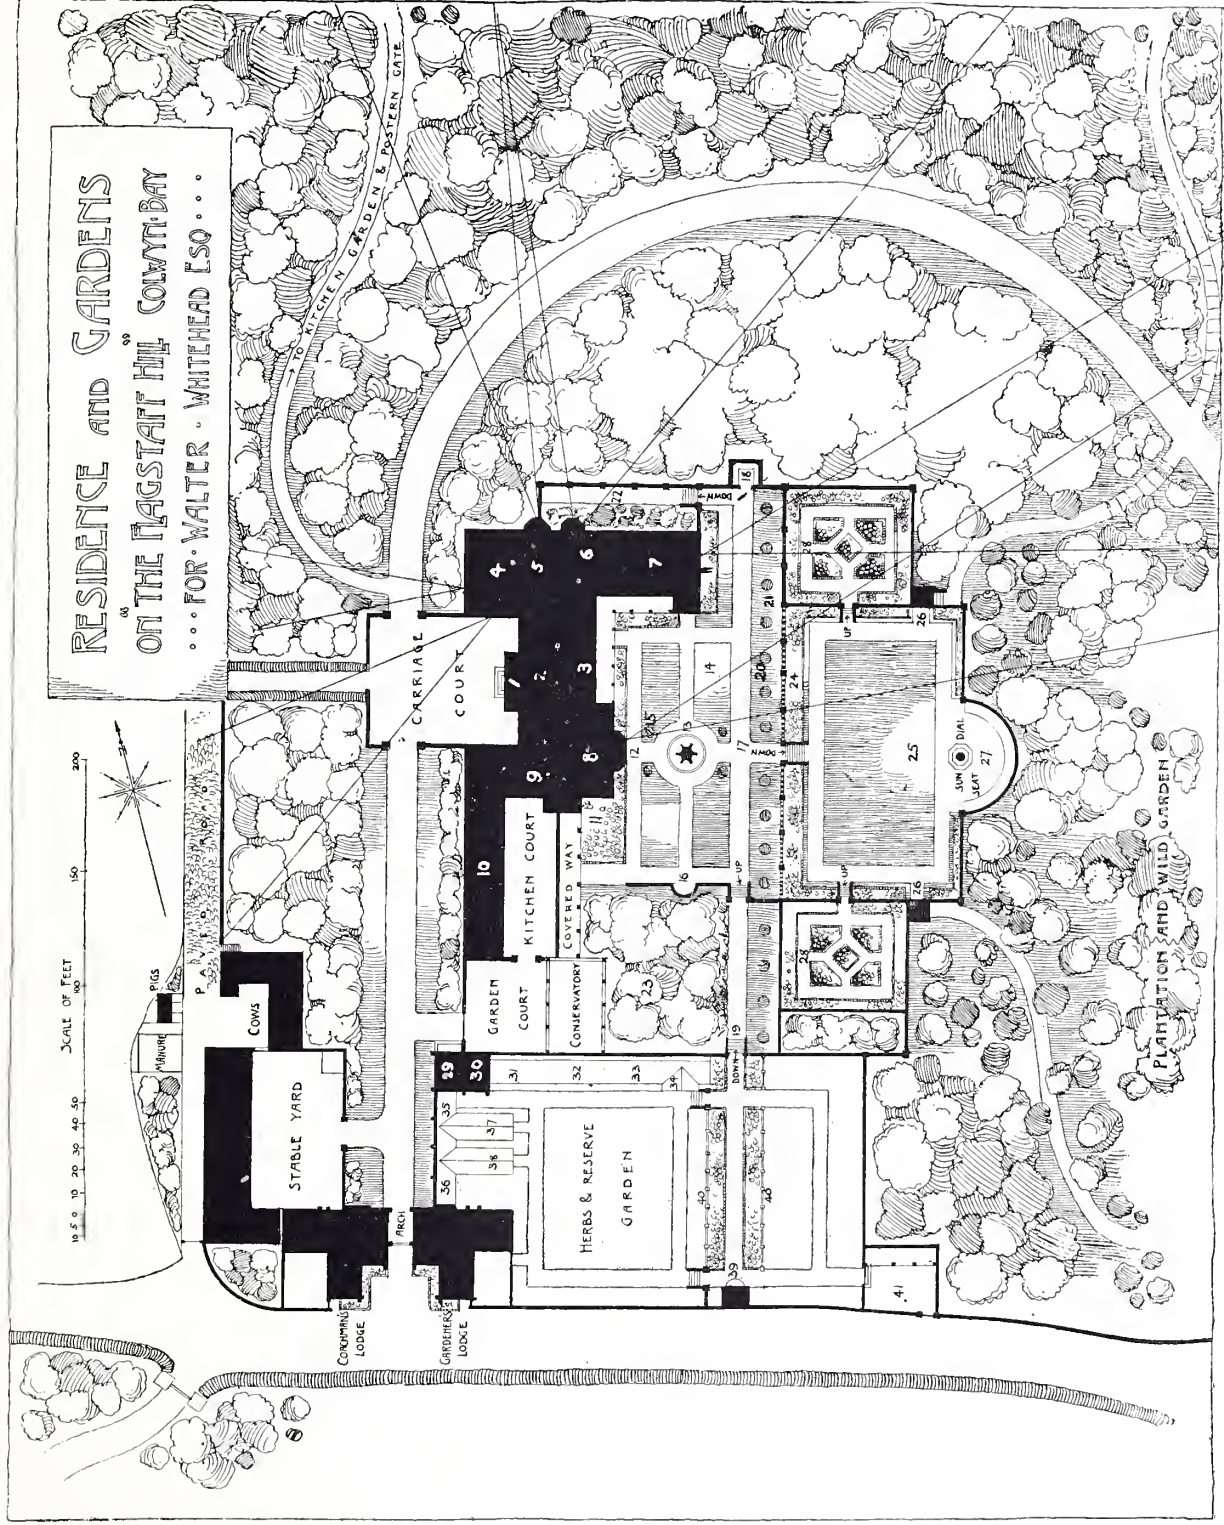 RESIDENCE AND GARDENS
ON THE FLAGSTAFF HILL COLWYN·BAY
....FOR·WALTER·WHITEHEAD ESQ....
→ TO KITCHEN GARDEN & POSTERN GATE
SCALE OF FEET
10 5 0 10 20 30 40 50 100 150 200
PAVED ROAD
PIGS
MANURE
COWS
STABLE YARD
ARCH
COACHMAN'S
LODGE
GARDENER'S
LODGE
CARRIAGE
COURT
KITCHEN COURT
COVERED WAY
GARDEN
COURT
CONSERVATORY
HERBS & RESERVE
GARDEN
1
2
3
4
5
6
7
8
9
10
11
12
13
14
15
16
17
DOWN
18
DOWN
19
DOWN
UP
20
21
22
23
24
25
26
UP
26
UP
SUN DIAL
SEAT 27
28
28
29
30
31
32
33
34
35
36
37
38
39
40
40
41
PLANTATION AND WILD GARDEN